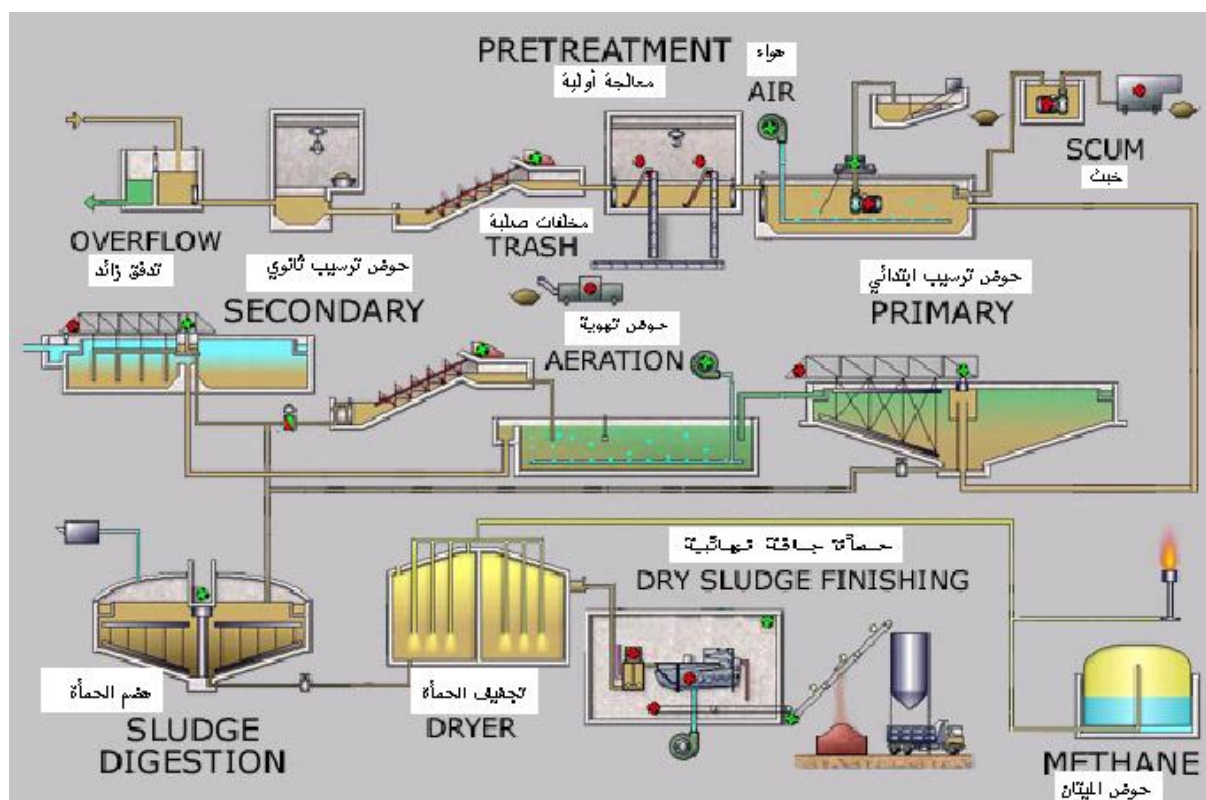 PRETREATMENT
معالجة أولية
هواء
AIR
SCUM
خبث
OVERFLOW
تدفق زائد
مخلفات صلبة
TRASH
حوض ترسيب ثانوي
SECONDARY
حوض تهوية
AERATION
حوض ترسيب ابتدائي
PRIMARY
حمأة جافة نهائية
DRY SLUDGE FINISHING
هضم الحمأة
SLUDGE
DIGESTION
تجفيف الحمأة
DRYER
METHANE
حوض الميتان